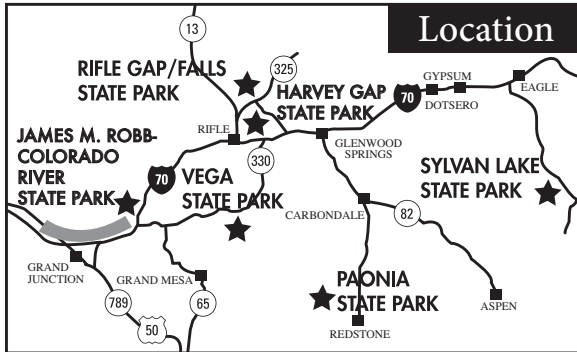 Location
13
RIFLE GAP/FALLS
STATE PARK
325
HARVEY GAP
STATE PARK
70
GYPSUM
DOTSERO
EAGLE
JAMES M. ROBB-
COLORADO
RIVER
STATE PARK
RIFLE
GLENWOOD
SPRINGS
330
70
VEGA
STATE PARK
SYLVAN LAKE
STATE PARK
CARBONDALE
82
GRAND
JUNCTION
GRAND MESA
PAONIA
STATE PARK
ASPEN
789
65
50
REDSTONE